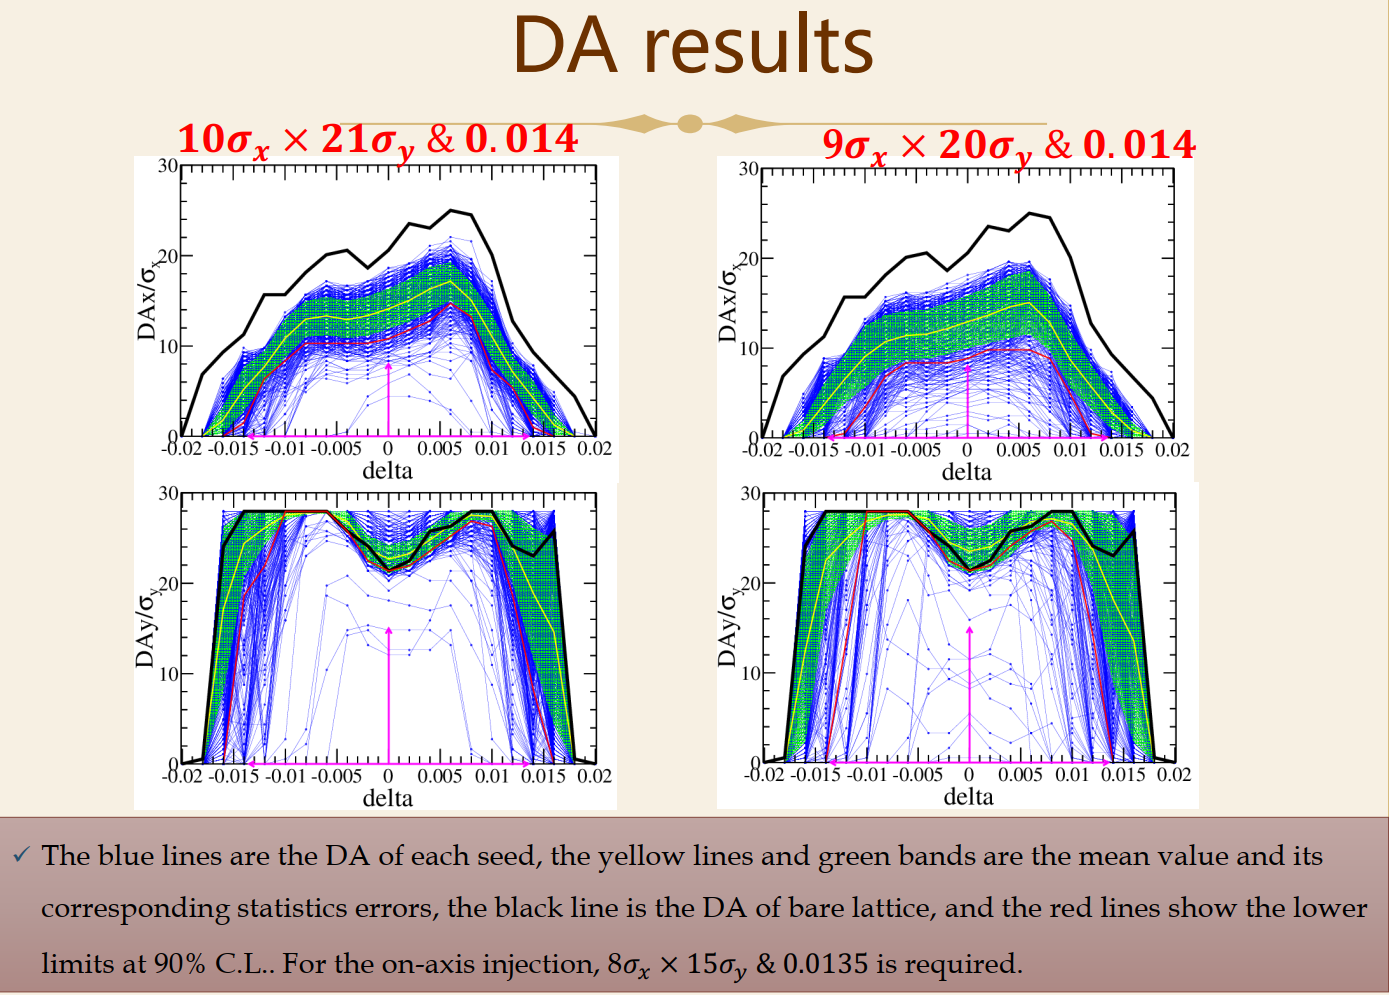 DA results
10σₓ × 21σᵧ & 0.014
9σₓ × 20σᵧ & 0.014
30
20
10
0
DAx/σₓ
-0.02 -0.015 -0.01 -0.005 0 0.005 0.01 0.015 0.02
delta
30
20
10
0
DAx/σₓ
-0.02 -0.015 -0.01 -0.005 0 0.005 0.01 0.015 0.02
delta
30
20
10
0
DAy/σᵧ
-0.02 -0.015 -0.01 -0.005 0 0.005 0.01 0.015 0.02
delta
30
20
10
0
DAy/σᵧ
-0.02 -0.015 -0.01 -0.005 0 0.005 0.01 0.015 0.02
delta
✓ The blue lines are the DA of each seed, the yellow lines and green bands are the mean value and its
corresponding statistics errors, the black line is the DA of bare lattice, and the red lines show the lower
limits at 90% C.L.. For the on-axis injection, 8σₓ × 15σᵧ & 0.0135 is required.